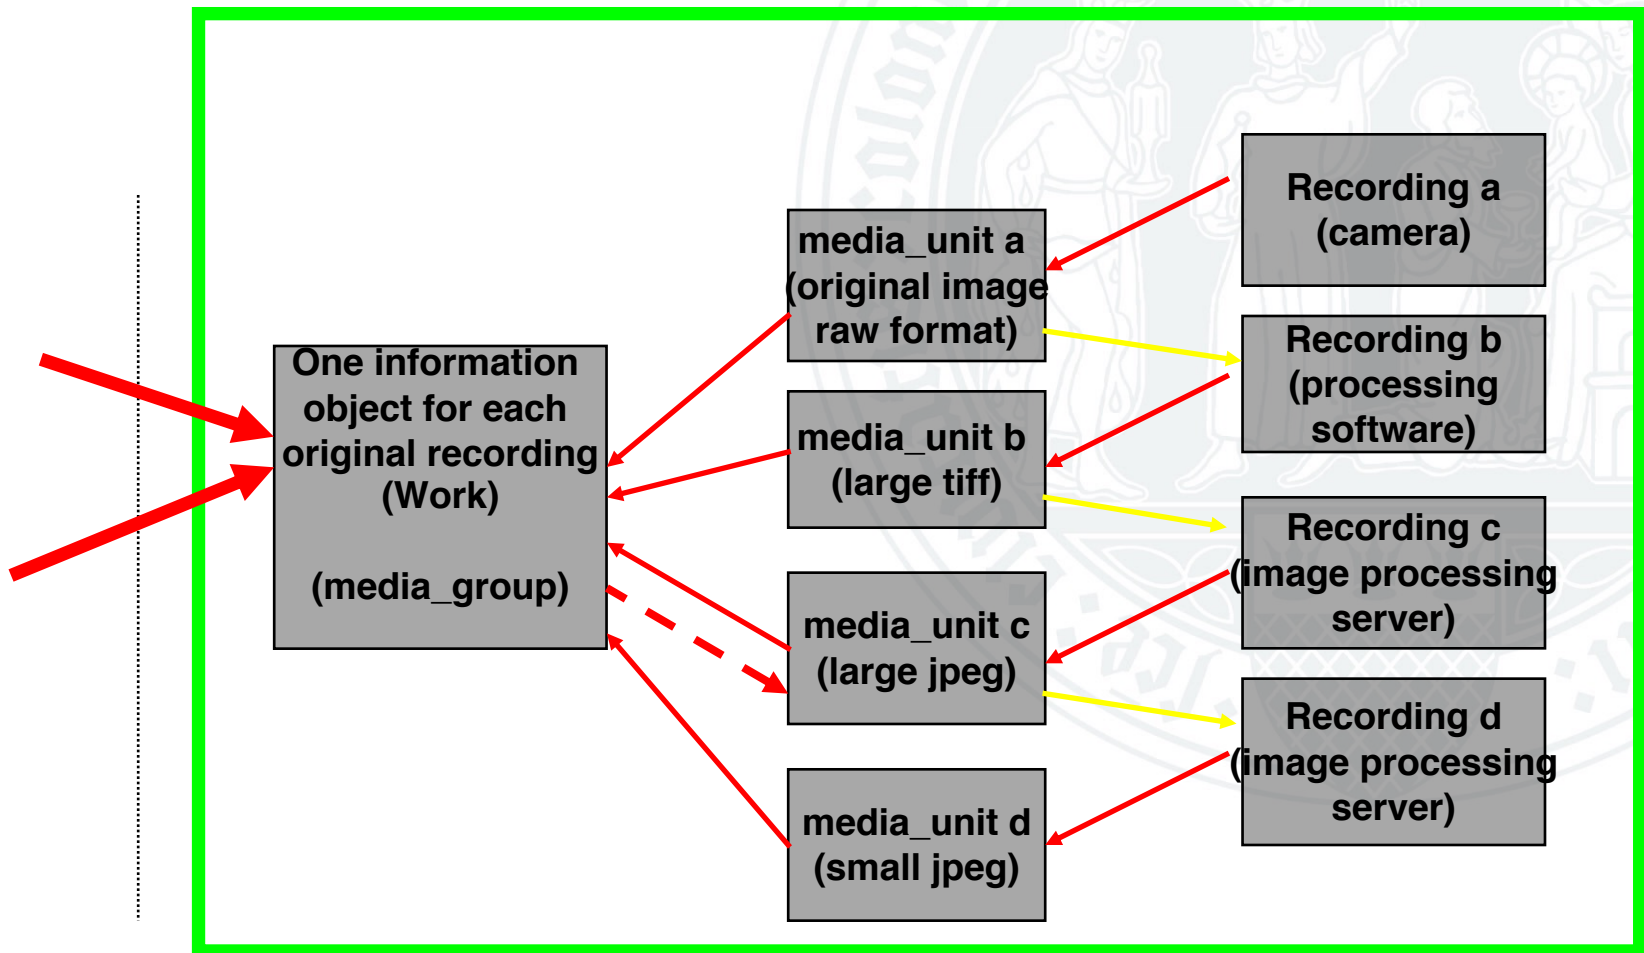 One information
object for each
original recording
(Work)
(media_group)
media_unit a
(original image
raw format)
media_unit b
(large tiff)
media_unit c
(large jpeg)
media_unit d
(small jpeg)
Recording a
(camera)
Recording b
(processing
software)
Recording c
(image processing
server)
Recording d
(image processing
server)